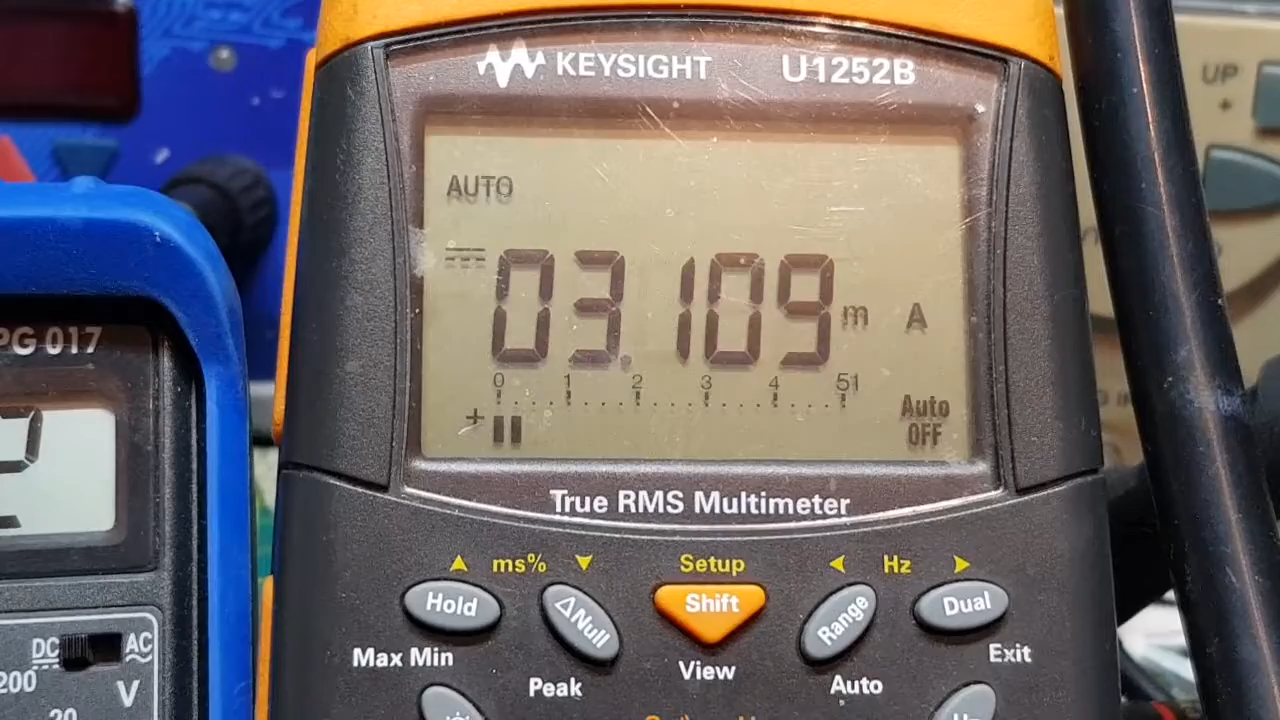 KEYSIGHT U1252B
UP
+
AUTO
03.109 m A
0 1 2 3 4 51
+
Auto
OFF
PG 017
True RMS Multimeter
ms% Setup Hz
Hold ΔNull Shift Range Dual
Max Min Peak View Auto Exit
DC AC
200 V
20